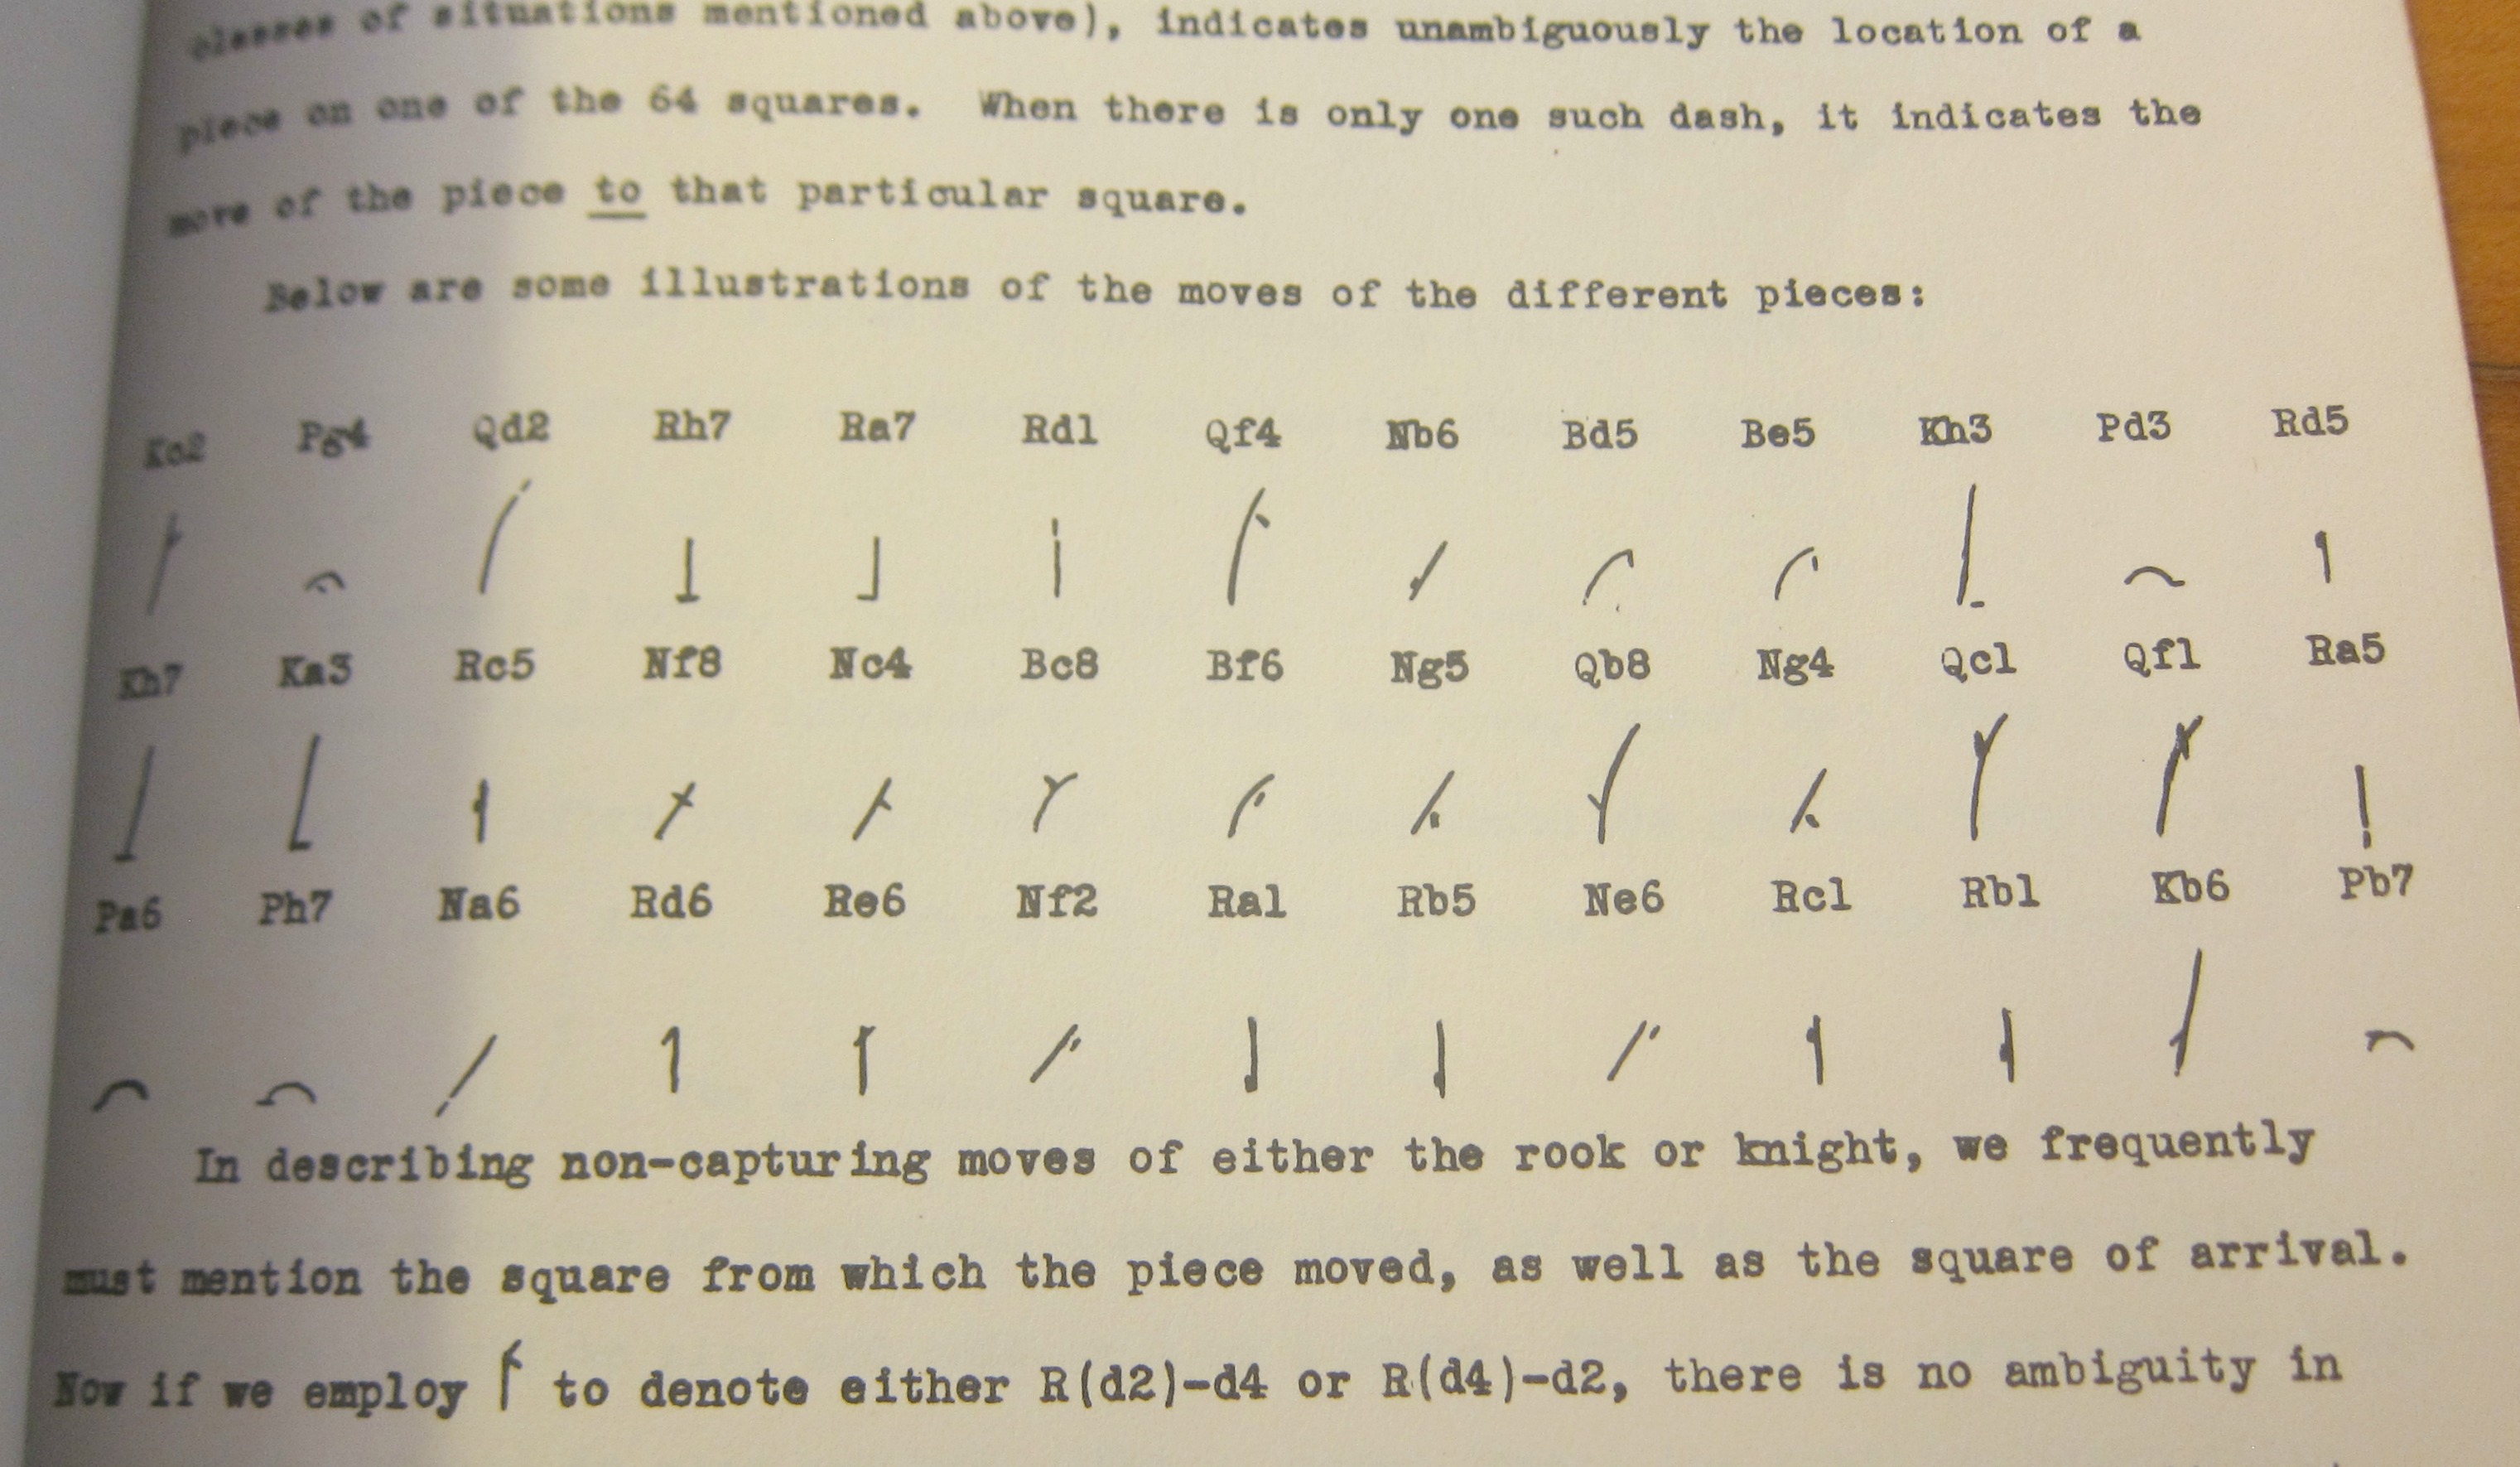 classes of situations mentioned above), indicates unambiguously the location of a
piece on one of the 64 squares. When there is only one such dash, it indicates the
move of the piece to that particular square.
Below are some illustrations of the moves of the different pieces:
Kc2 Pg4 Qd2 Rh7 Ra7 Rd1 Qf4 Nb6 Bd5 Be5 Kh3 Pd3 Rd5
Kh7 Ka3 Rc5 Nf8 Nc4 Bc8 Bf6 Ng5 Qb8 Ng4 Qc1 Qf1 Ra5
Pa6 Ph7 Na6 Rd6 Re6 Nf2 Ra1 Rb5 Ne6 Rc1 Rb1 Kb6 Pb7
In describing non-capturing moves of either the rook or knight, we frequently
must mention the square from which the piece moved, as well as the square of arrival.
Now if we employ to denote either R(d2)-d4 or R(d4)-d2, there is no ambiguity in